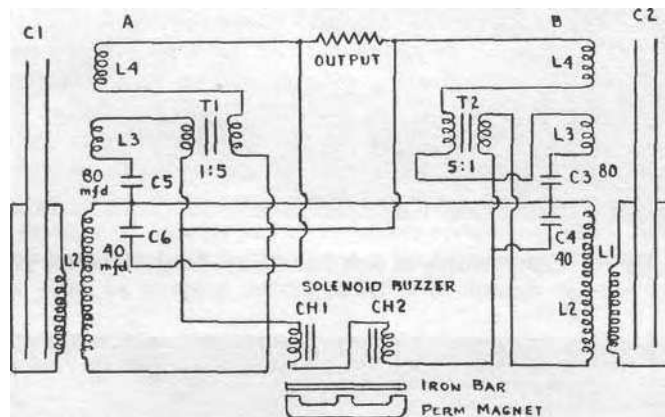 C1
A
B
C2
L4
OUTPUT
L4
T1
T2
L3
L3
1:5
5:1
80
mfd
C5
C3
80
C6
C4
40
mfd
40
L2
L1
SOLENOID BUZZER
CH1
CH2
L2
IRON BAR
PERM MAGNET